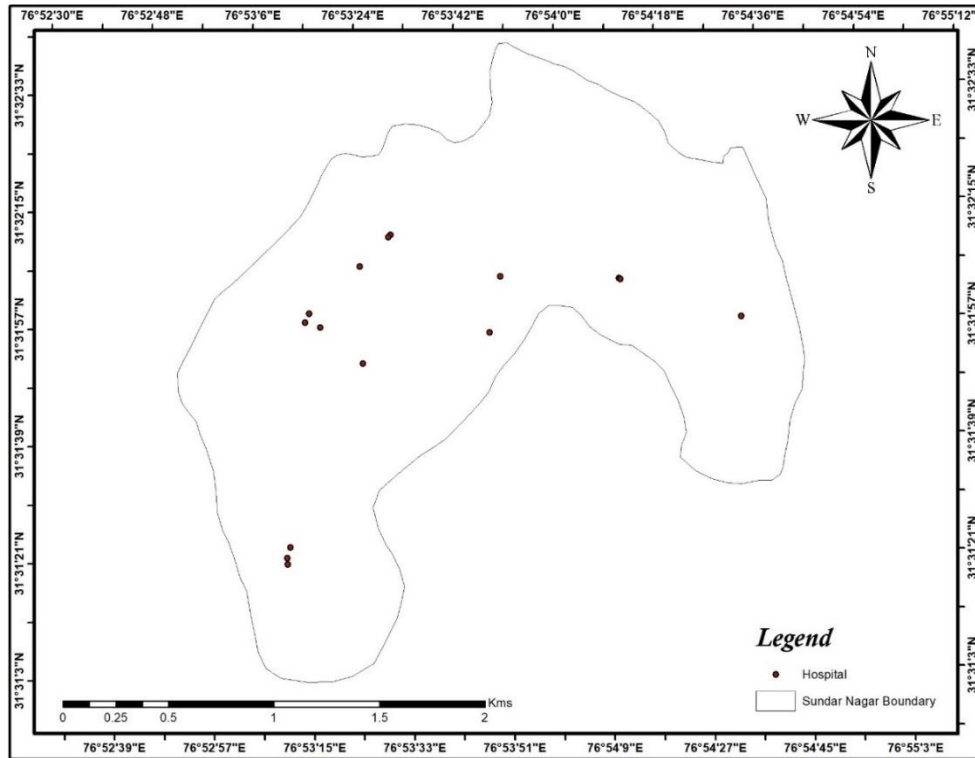 76°52'30"E 76°52'48"E 76°53'6"E 76°53'24"E 76°53'42"E 76°54'0"E 76°54'18"E 76°54'36"E 76°54'54"E 76°55'12"E
N
W E
S
31°32'33"N 31°32'33"N
31°32'15"N 31°32'15"N
31°31'57"N 31°31'57"N
31°31'39"N 31°31'39"N
31°31'21"N 31°31'21"N
31°31'3"N 31°31'3"N
Legend
Hospital
Sundar Nagar Boundary
Kms
0 0.25 0.5 1 1.5 2
76°52'39"E 76°52'57"E 76°53'15"E 76°53'33"E 76°53'51"E 76°54'9"E 76°54'27"E 76°54'45"E 76°55'3"E